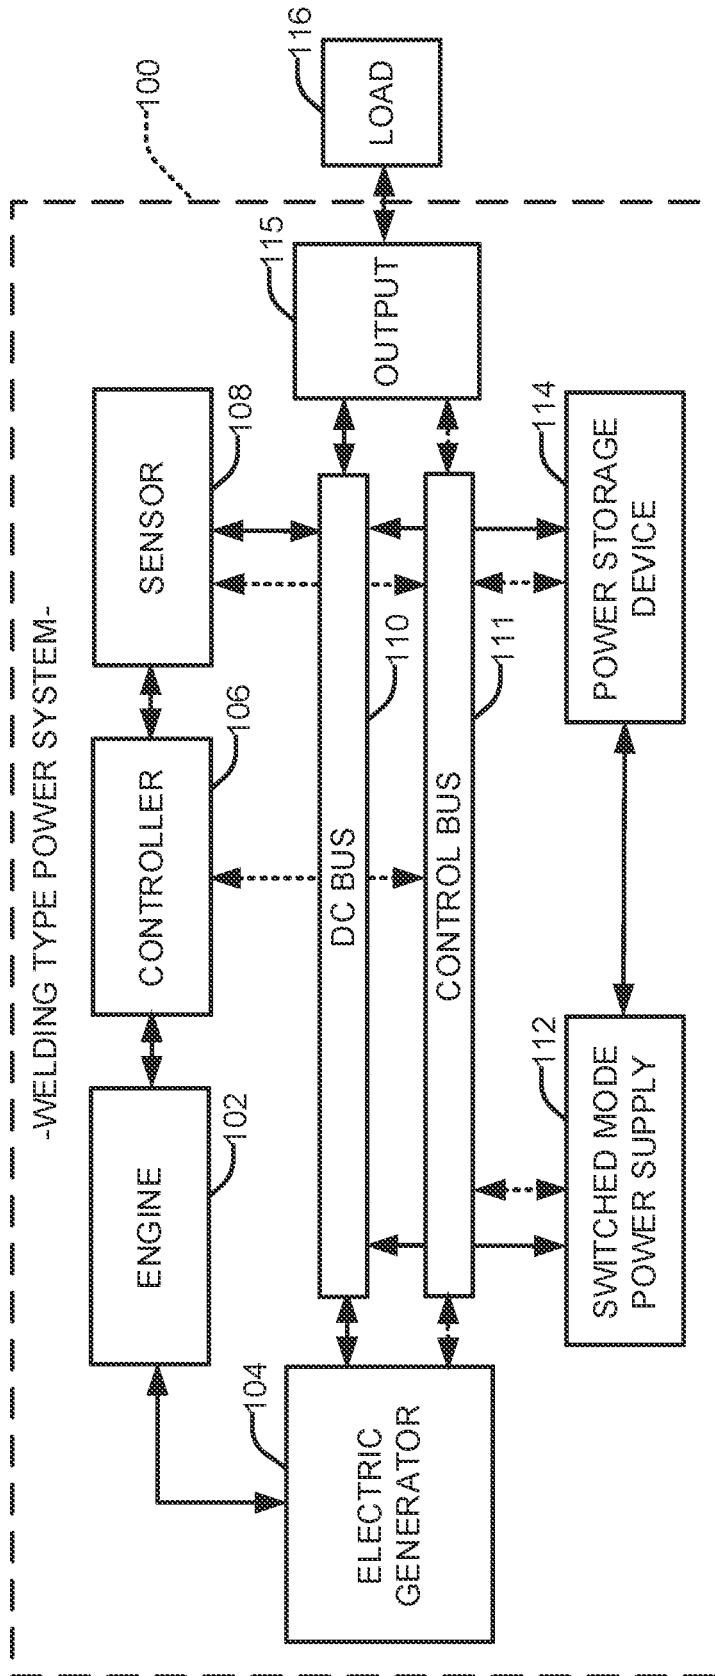 100
-WELDING TYPE POWER SYSTEM-
ENGINE
102
CONTROLLER
106
SENSOR
108
104
ELECTRIC
GENERATOR
DC BUS
110
CONTROL BUS
111
115
OUTPUT
116
LOAD
112
SWITCHED MODE
POWER SUPPLY
114
POWER STORAGE
DEVICE